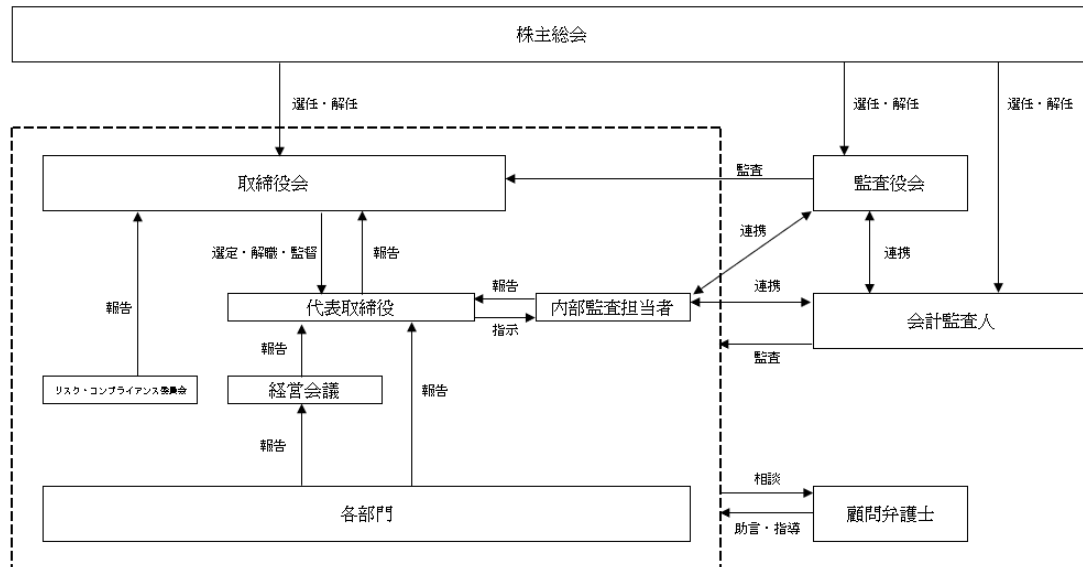 株主総会
選任・解任
選任・解任
選任・解任
取締役会
監査
監査役会
選定・解職・監督
報告
連携
連携
報告
代表取締役
報告
指示
内部監査担当者
連携
会計監査人
監査
報告
リスク・コンプライアンス委員会
経営会議
報告
報告
各部門
相談
助言・指導
顧問弁護士